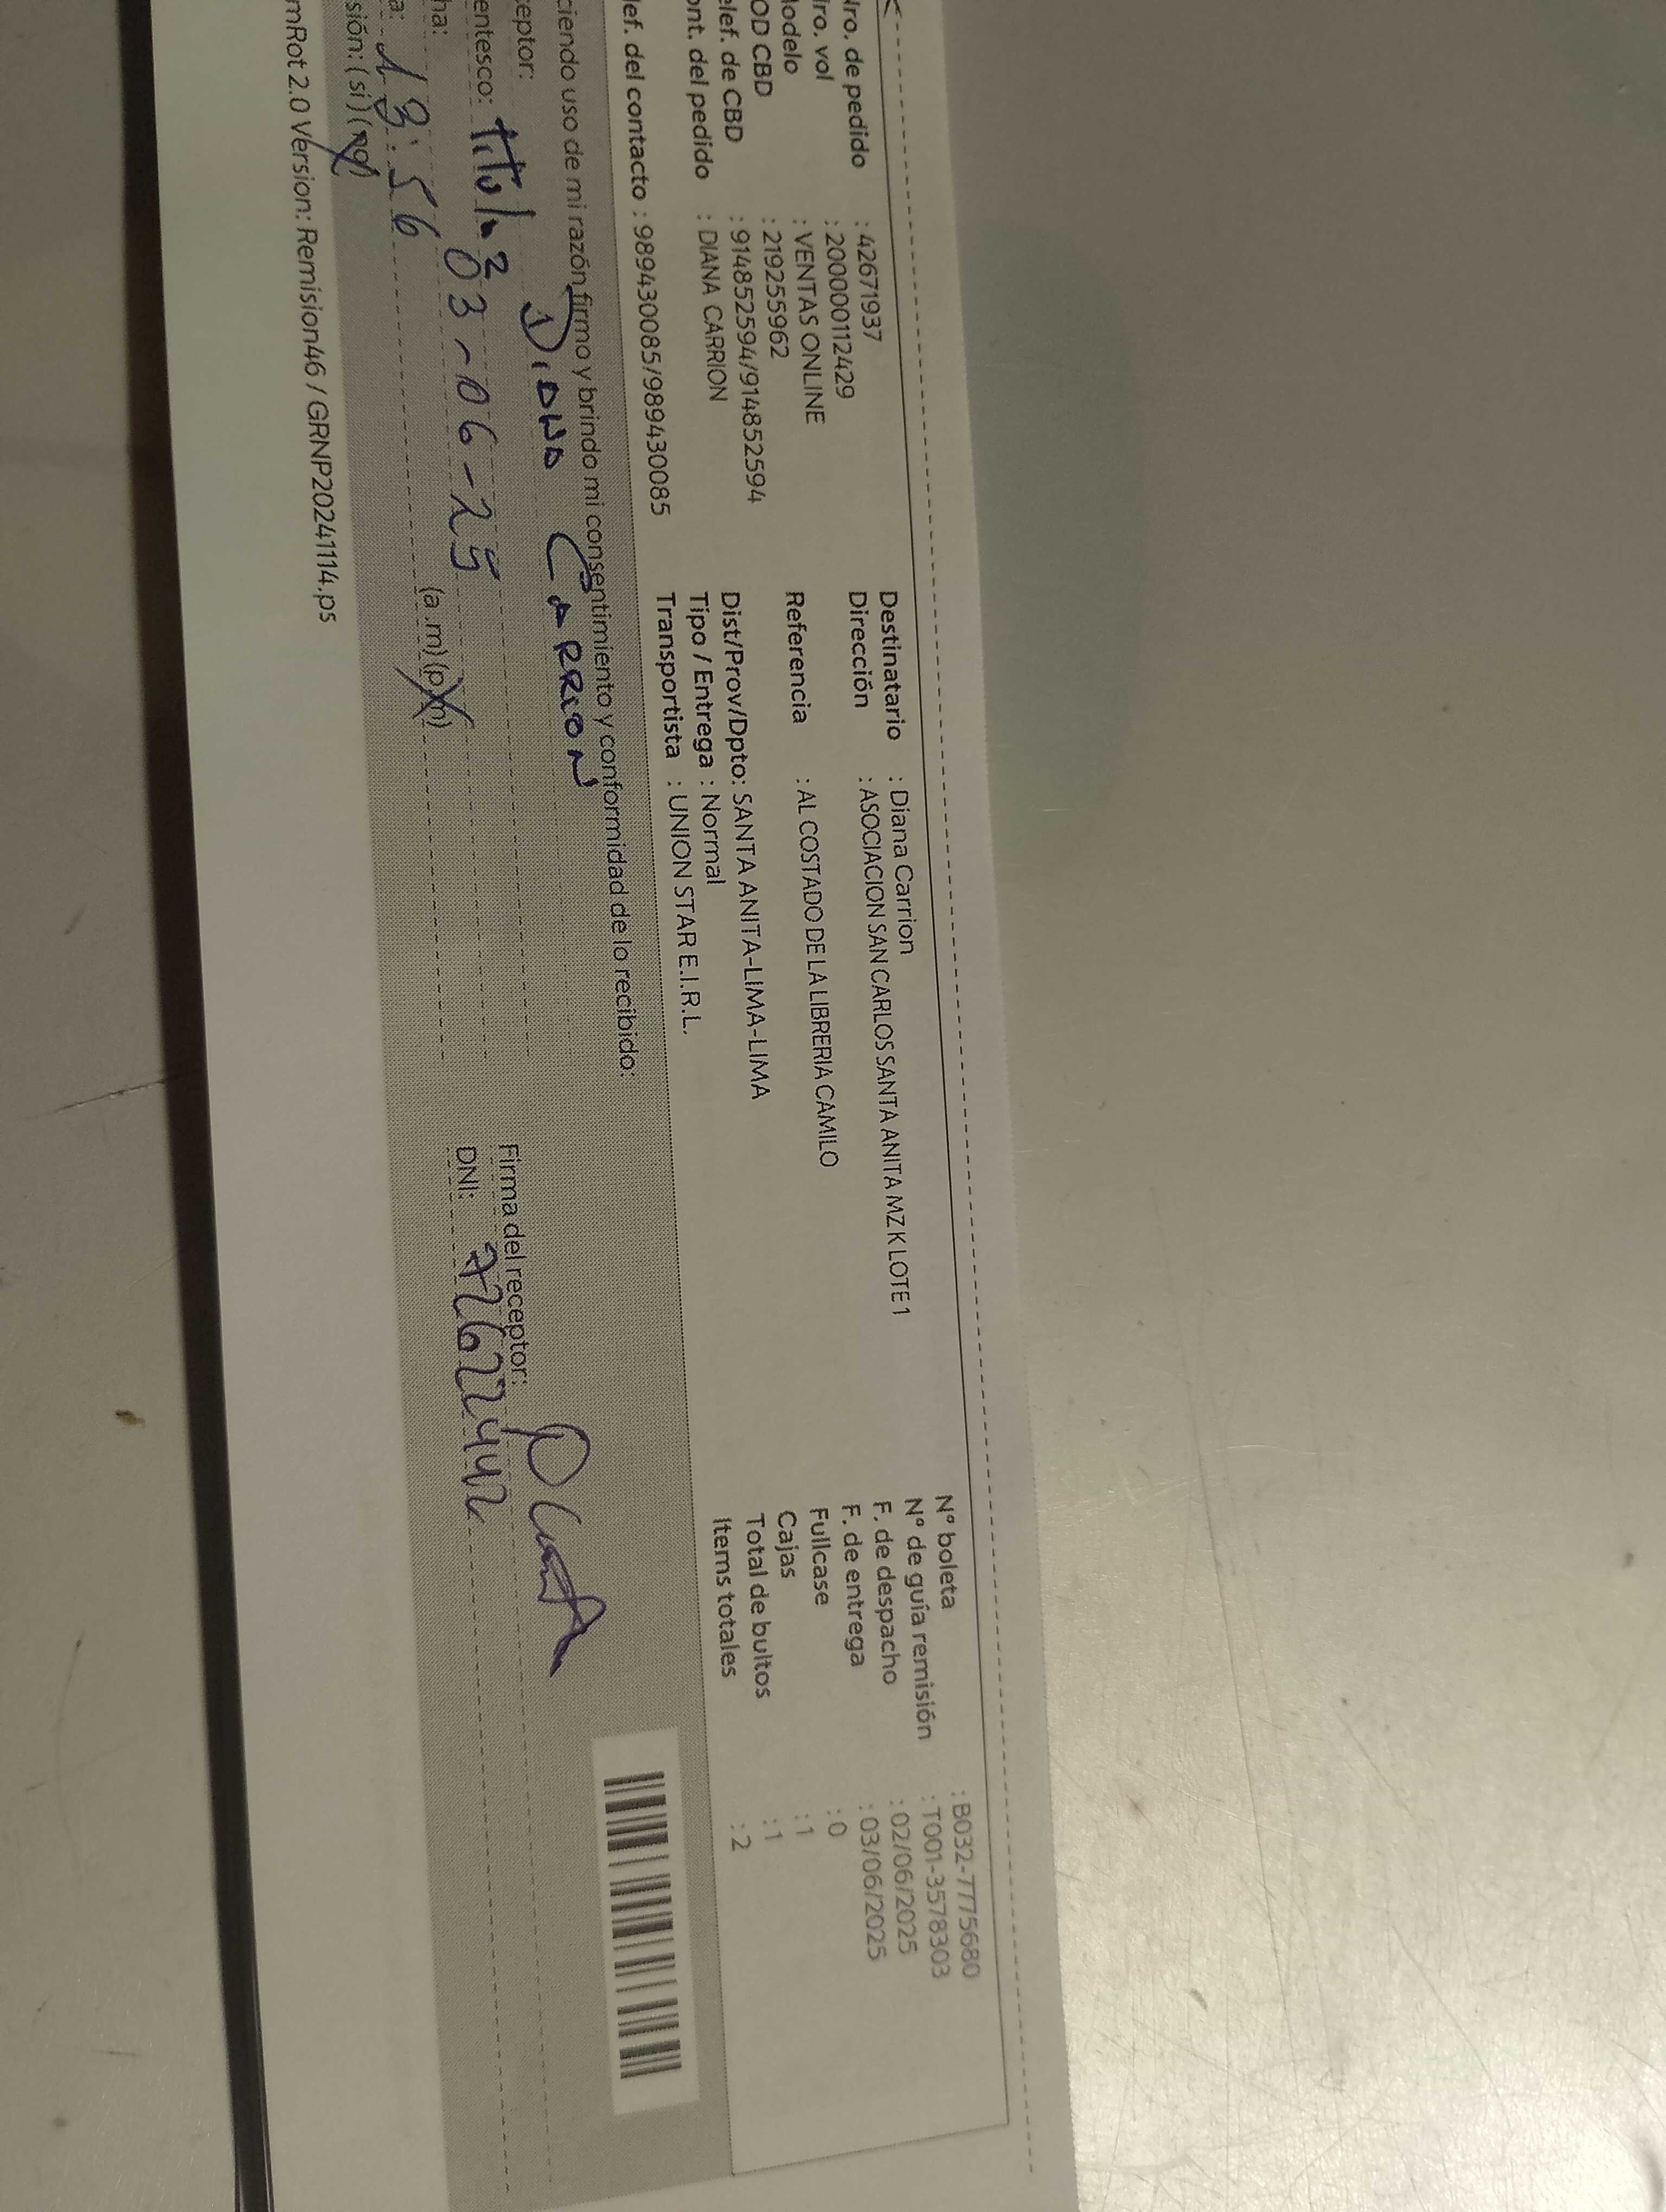 Nro. de pedido : 42671937
Nro. vol : 200000112429
Modelo : VENTAS ONLINE
COD CBD : 219255962
Telef. de CBD : 914852594/914852594
Cont. del pedido : DIANA CARRION
Telef. del contacto : 989430085/989430085
Destinatario : Diana Carrion
Dirección : ASOCIACION SAN CARLOS SANTA ANITA MZ K LOTE 1
Referencia : AL COSTADO DE LA LIBRERIA CAMILO
Dist/Prov/Dpto: SANTA ANITA-LIMA-LIMA
Tipo / Entrega : Normal
Transportista : UNION STAR E.I.R.L.
N° boleta : B032-7775680
N° de guía remisión : T001-3578303
F. de despacho : 02/06/2025
F. de entrega : 03/06/2025
Fullcase : 0
Cajas : 1
Total de bultos : 1
Items totales : 2
ciendo uso de mi razón firmo y brindo mi consentimiento y conformidad de lo recibido:
ceptor: Diana Carrion
entesco: titular
ha: 03-06-25
a: 13:56 (a.m) (p.m)
sión: (si) (no)
Firma del receptor:
DNI: 72622442
mRot 2.0 Version: Remision46 / GRNP20241114.ps